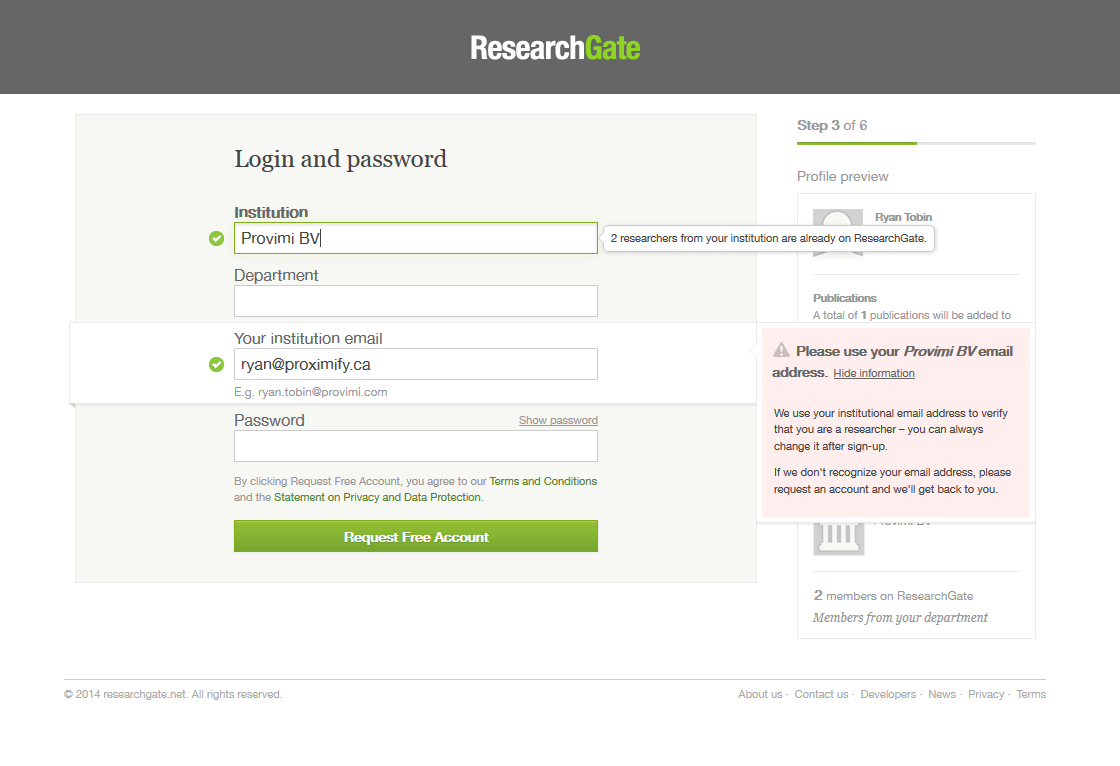 ResearchGate
Login and password
Institution
Provimi BV
2 researchers from your institution are already on ResearchGate.
Department
Your institution email
ryan@proximify.ca
E.g. ryan.tobin@provimi.com
Password
Show password
By clicking Request Free Account, you agree to our Terms and Conditions
and the Statement on Privacy and Data Protection.
Request Free Account
Step 3 of 6
Profile preview
Ryan Tobin
Publications
A total of 1 publications will be added to
Please use your Provimi BV email
address. Hide information
We use your institutional email address to verify
that you are a researcher – you can always
change it after sign-up.
If we don't recognize your email address, please
request an account and we'll get back to you.
2 members on ResearchGate
Members from your department
© 2014 researchgate.net. All rights reserved.
About us · Contact us · Developers · News · Privacy · Terms